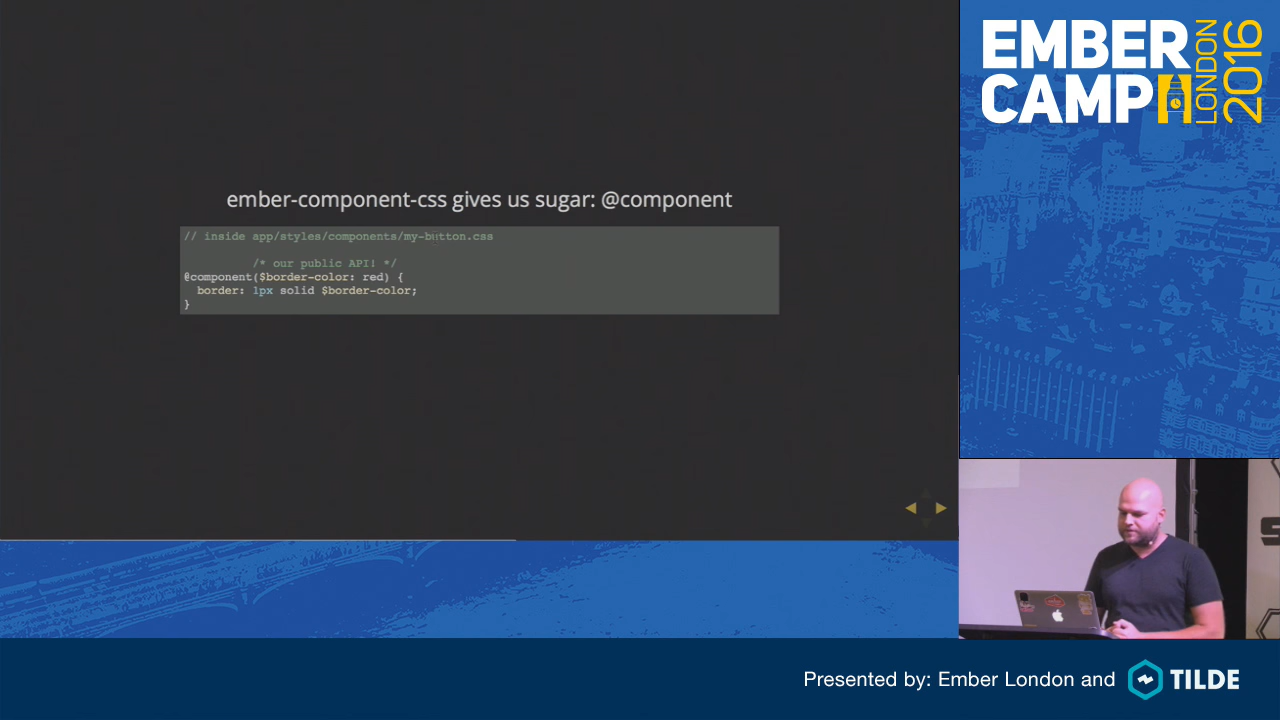 EMBER
CAMP
LONDON
2016
ember-component-css gives us sugar: @component
// inside app/styles/components/my-button.css
/* our public API! */
@component($border-color: red) {
border: 1px solid $border-color;
}
Presented by: Ember London and TILDE